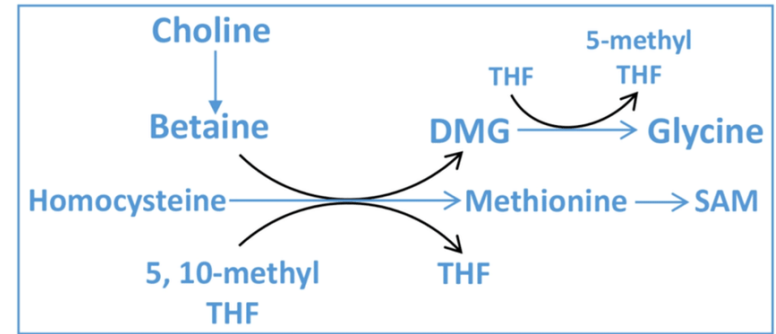 Choline
5-methyl
THF
THF
Betaine
DMG
Glycine
Homocysteine
Methionine
SAM
5, 10-methyl
THF
THF